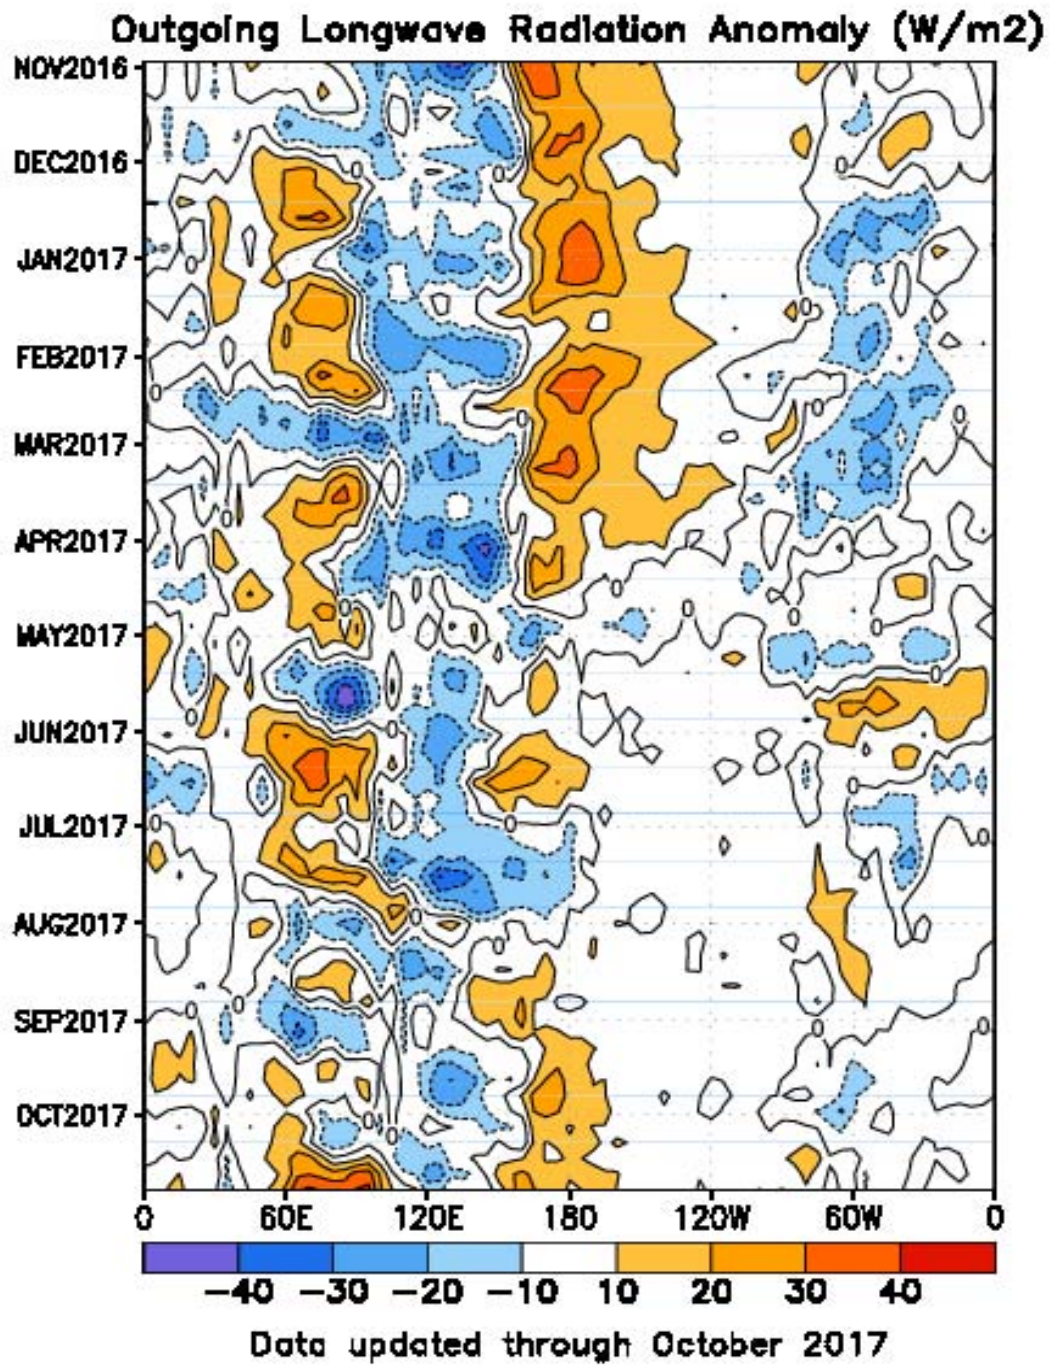 Outgoing Longwave Radiation Anomaly (W/m2)
NOV2016
DEC2016
JAN2017
FEB2017
MAR2017
APR2017
MAY2017
JUN2017
JUL2017
AUG2017
SEP2017
OCT2017
0 60E 120E 180 120W 60W 0
-40 -30 -20 -10 10 20 30 40
Data updated through October 2017